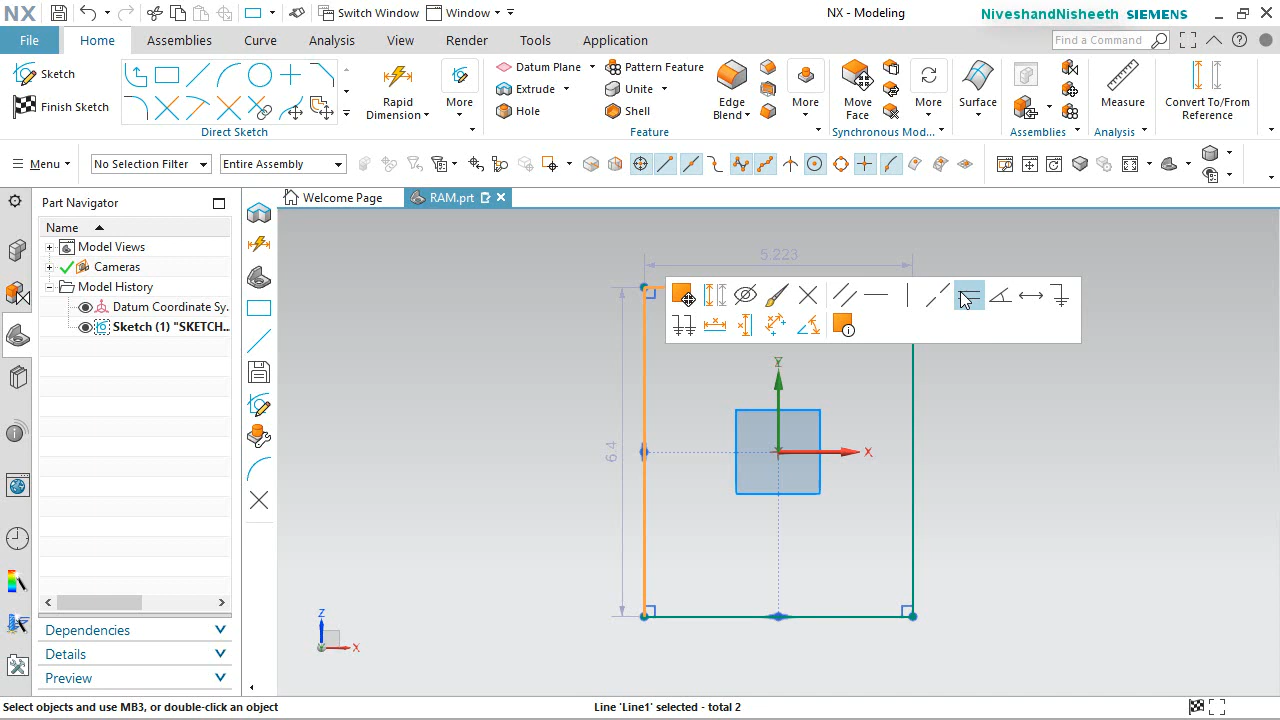 NX Switch Window Window NX - Modeling NiveshandNisheeth SIEMENS
File Home Assemblies Curve Analysis View Render Tools Application Find a Command
Sketch
Finish Sketch
Direct Sketch
Rapid
Dimension
More
Datum Plane
Extrude
Hole
Pattern Feature
Unite
Shell
Edge
Blend
More
Feature
Move
Face
More
Synchronous Mod...
Surface
Assemblies
Measure
Analysis
Convert To/From
Reference
Menu No Selection Filter Entire Assembly
Part Navigator
Welcome Page RAM.prt
Name
Model Views
Cameras
Model History
Datum Coordinate Sy...
Sketch (1) "SKETCH...
Dependencies
Details
Preview
5.223
6.4
Y
X
Z
X
Select objects and use MB3, or double-click an object Line 'Line1' selected - total 2